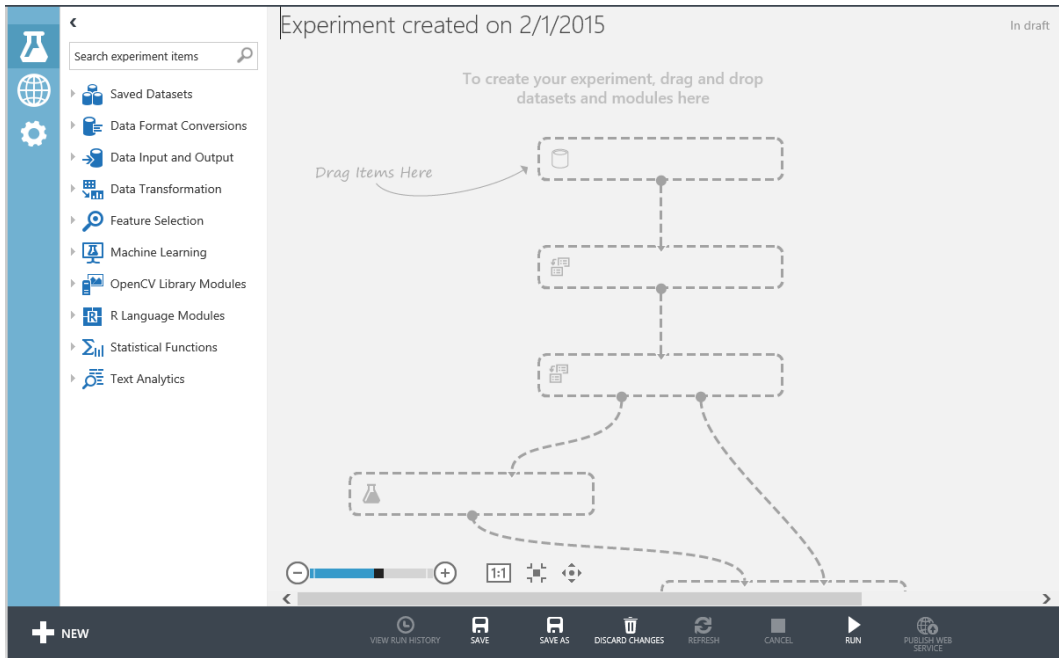 Experiment created on 2/1/2015
In draft
Search experiment items
Saved Datasets
Data Format Conversions
Data Input and Output
Data Transformation
Feature Selection
Machine Learning
OpenCV Library Modules
R Language Modules
Statistical Functions
Text Analytics
To create your experiment, drag and drop
datasets and modules here
Drag Items Here
1:1
NEW
VIEW RUN HISTORY
SAVE
SAVE AS
DISCARD CHANGES
REFRESH
CANCEL
RUN
PUBLISH WEB
SERVICE